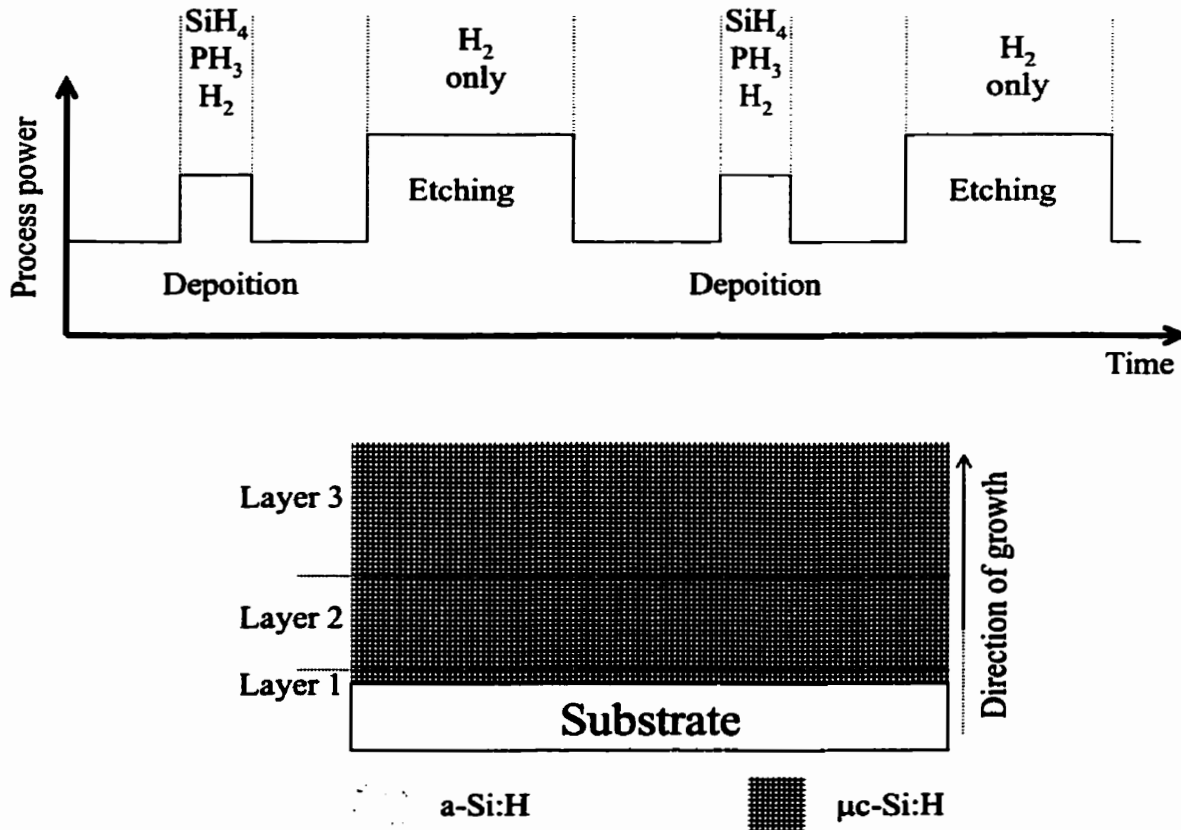 SiH₄
PH₃
H₂
H₂
only
SiH₄
PH₃
H₂
H₂
only
Process power
Etching
Etching
Depoition
Depoition
Time
Layer 3
Layer 2
Layer 1
Direction of growth
Substrate
a-Si:H
μc-Si:H